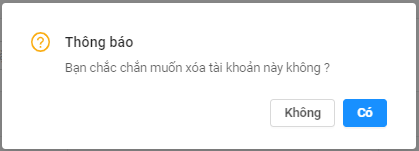 Thông báo
Bạn chắc chắn muốn xóa tài khoản này không ?
Không
Có